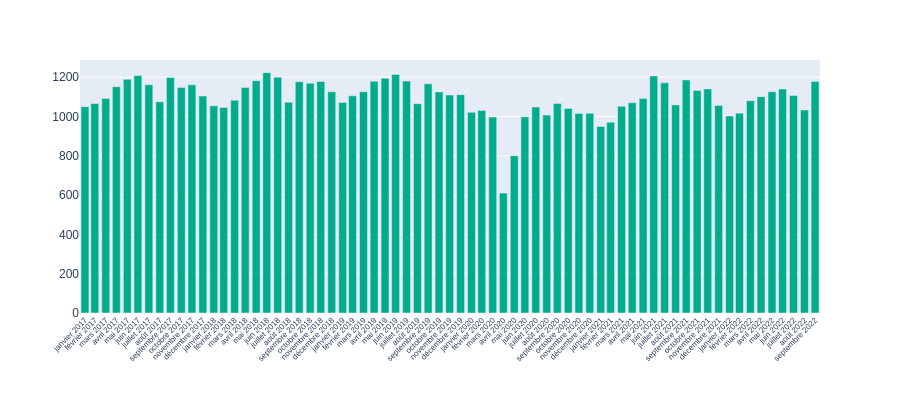 1200
1000
800
600
400
200
0
janvier 2017
février 2017
mars 2017
avril 2017
mai 2017
juin 2017
juillet 2017
août 2017
septembre 2017
octobre 2017
novembre 2017
décembre 2017
janvier 2018
février 2018
mars 2018
avril 2018
mai 2018
juin 2018
juillet 2018
août 2018
septembre 2018
octobre 2018
novembre 2018
décembre 2018
janvier 2019
février 2019
mars 2019
avril 2019
mai 2019
juin 2019
juillet 2019
août 2019
septembre 2019
octobre 2019
novembre 2019
décembre 2019
janvier 2020
février 2020
mars 2020
avril 2020
mai 2020
juin 2020
juillet 2020
août 2020
septembre 2020
octobre 2020
novembre 2020
décembre 2020
janvier 2021
février 2021
mars 2021
avril 2021
mai 2021
juin 2021
juillet 2021
août 2021
septembre 2021
octobre 2021
novembre 2021
décembre 2021
janvier 2022
février 2022
mars 2022
avril 2022
mai 2022
juin 2022
juillet 2022
août 2022
septembre 2022